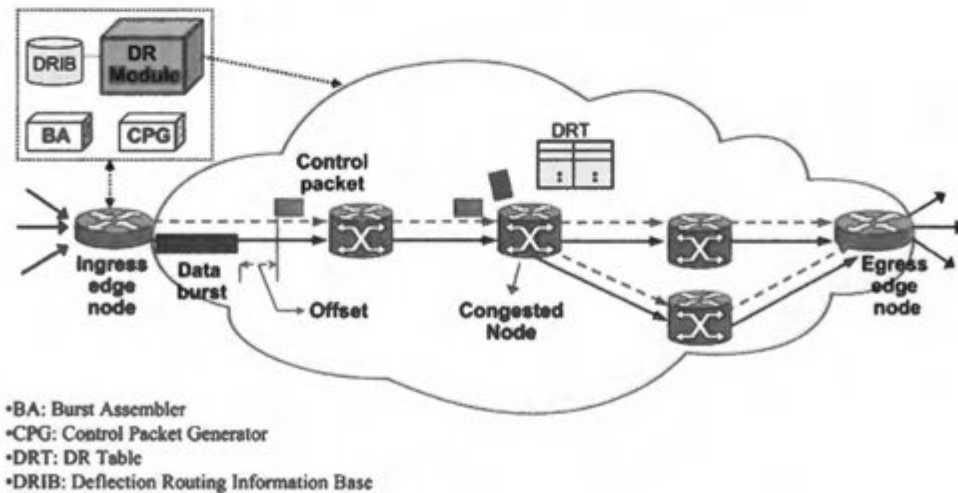 DRIB
DR
Module
BA
CPG
DRT
Control
packet
Ingress
edge
node
Data
burst
Offset
Congested
Node
Egress
edge
node
•BA: Burst Assembler
•CPG: Control Packet Generator
•DRT: DR Table
•DRIB: Deflection Routing Information Base